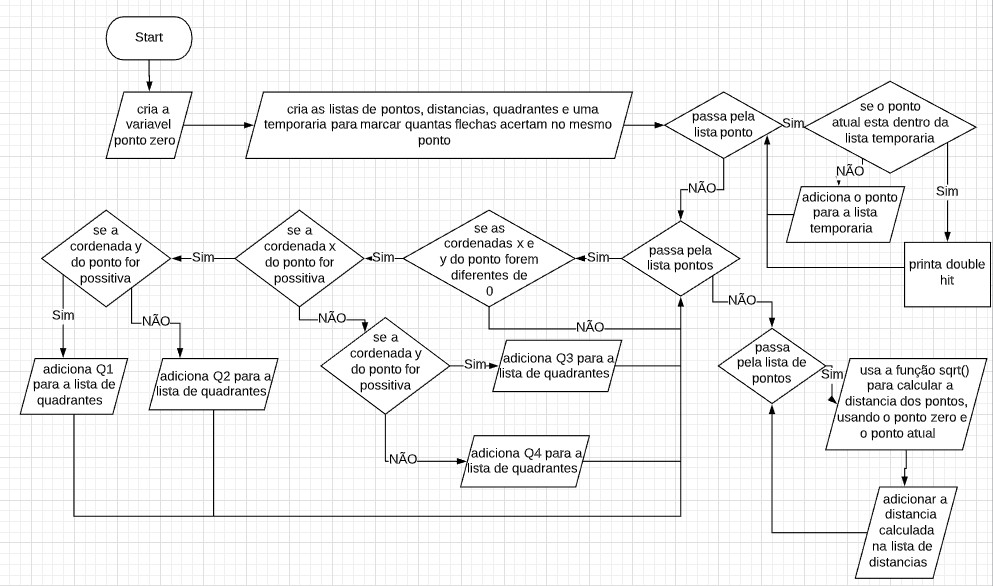 Start
cria a
variavel
ponto zero
cria as listas de pontos, distancias, quadrantes e uma
temporaria para marcar quantas flechas acertam no mesmo
ponto
passa pela
lista ponto
Sim
se o ponto
atual esta dentro da
lista temporaria
NÃO
Sim
adiciona o ponto
para a lista
temporaria
printa double
hit
NÃO
passa pela
lista pontos
Sim
se as
cordenadas x e
y do ponto forem
diferentes de
0
Sim
se a
cordenada x
do ponto for
possitiva
Sim
se a
cordenada y
do ponto for
possitiva
Sim
NÃO
adiciona Q1
para a lista de
quadrantes
adiciona Q2 para a
lista de quadrantes
NÃO
se a
cordenada y
do ponto for
possitiva
Sim
adiciona Q3 para a
lista de quadrantes
NÃO
adiciona Q4 para a
lista de quadrantes
NÃO
NÃO
passa
pela lista de
pontos
Sim
usa a função sqrt()
para calcular a
distancia dos pontos,
usando o ponto zero e
o ponto atual
adicionar a
distancia
calculada
na lista de
distancias